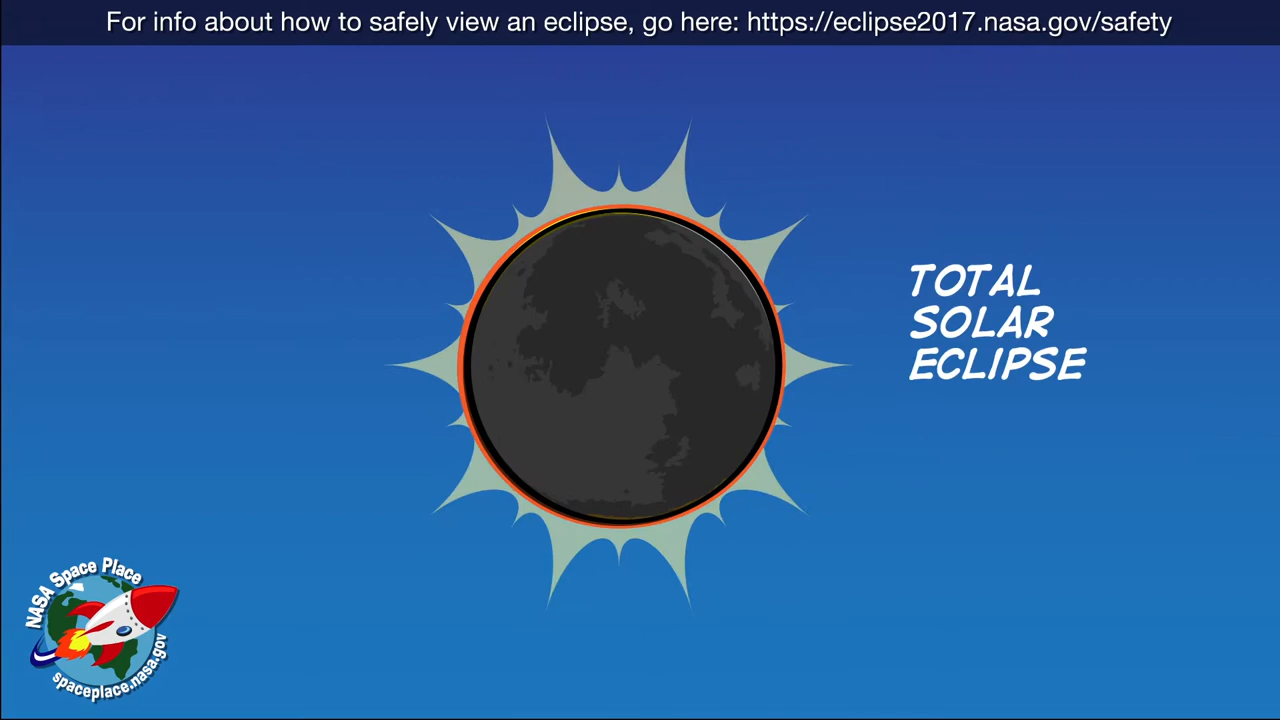 For info about how to safely view an eclipse, go here: https://eclipse2017.nasa.gov/safety
TOTAL
SOLAR
ECLIPSE
NASA Space Place
spaceplace.nasa.gov